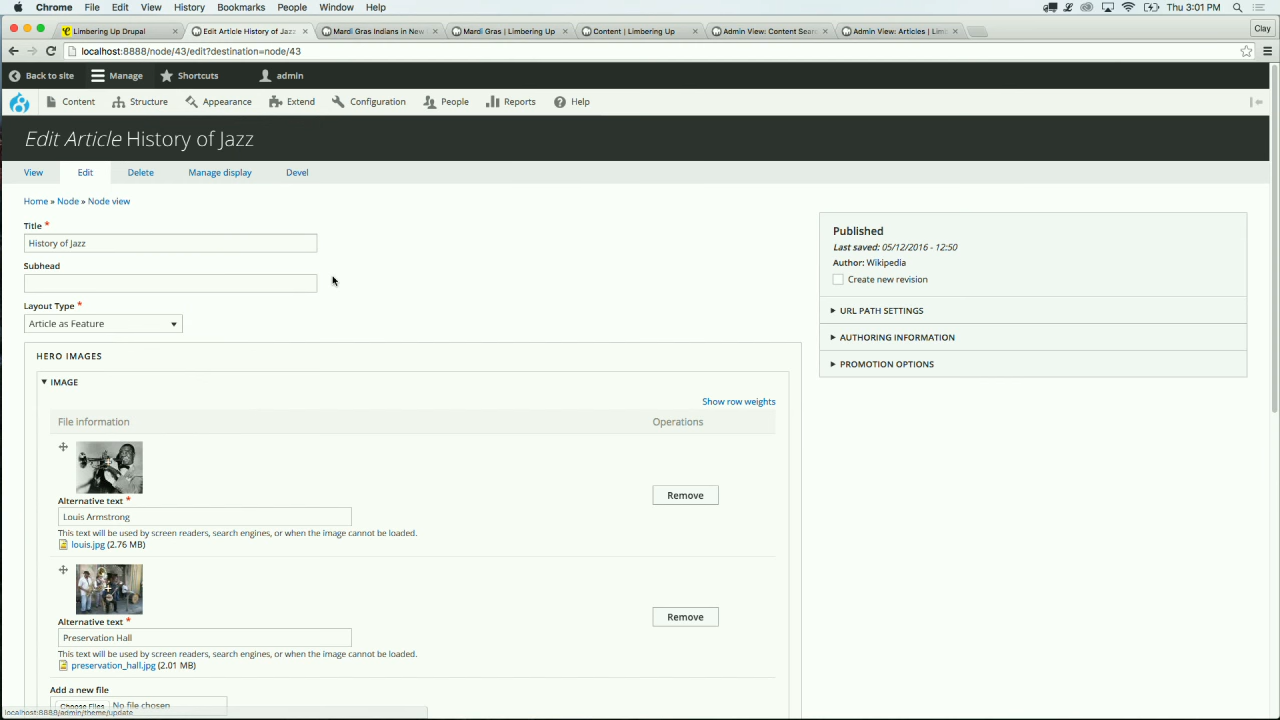 Chrome File Edit View History Bookmarks People Window Help Thu 3:01 PM
Limbering Up Drupal Edit Article History of Jazz Mardi Gras Indians in New Mardi Gras | Limbering Up Content | Limbering Up Admin View: Content Sear Admin View: Articles | Lim Clay
localhost:8888/node/43/edit?destination=node/43
Back to site Manage Shortcuts admin
Content Structure Appearance Extend Configuration People Reports Help
Edit Article History of Jazz
View Edit Delete Manage display Devel
Home » Node » Node view
Title *
History of Jazz
Subhead
Layout Type *
Article as Feature
HERO IMAGES
IMAGE
Show row weights
File information Operations
Remove
Alternative text *
Louis Armstrong
This text will be used by screen readers, search engines, or when the image cannot be loaded.
louis.jpg (2.76 MB)
Remove
Alternative text *
Preservation Hall
This text will be used by screen readers, search engines, or when the image cannot be loaded.
preservation_hall.jpg (2.01 MB)
Add a new file
Choose Files No file chosen
localhost:8888/admin/theme/update
Published
Last saved: 05/12/2016 - 12:50
Author: Wikipedia
Create new revision
URL PATH SETTINGS
AUTHORING INFORMATION
PROMOTION OPTIONS